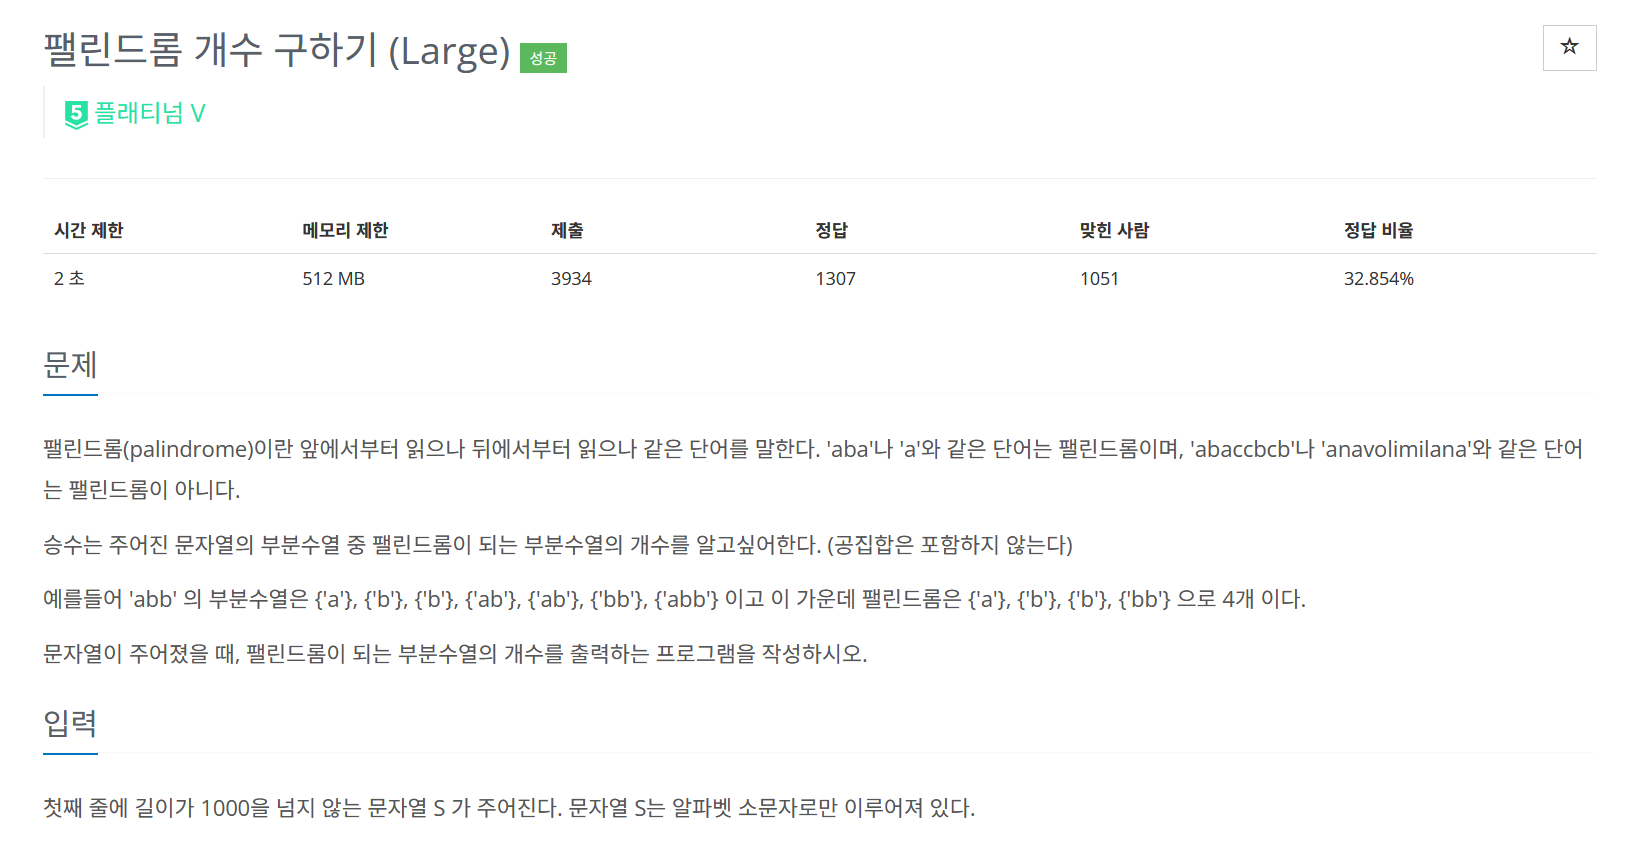 팰린드롬 개수 구하기 (Large) 성공
5 플래티넘 V
시간 제한 메모리 제한 제출 정답 맞힌 사람 정답 비율
2 초 512 MB 3934 1307 1051 32.854%
문제
팰린드롬(palindrome)이란 앞에서부터 읽으나 뒤에서부터 읽으나 같은 단어를 말한다. 'aba'나 'a'와 같은 단어는 팰린드롬이며, 'abaccbcb'나 'anavolimilana'와 같은 단어
는 팰린드롬이 아니다.
승수는 주어진 문자열의 부분수열 중 팰린드롬이 되는 부분수열의 개수를 알고싶어한다. (공집합은 포함하지 않는다)
예를들어 'abb' 의 부분수열은 {'a'}, {'b'}, {'b'}, {'ab'}, {'ab'}, {'bb'}, {'abb'} 이고 이 가운데 팰린드롬은 {'a'}, {'b'}, {'b'}, {'bb'} 으로 4개 이다.
문자열이 주어졌을 때, 팰린드롬이 되는 부분수열의 개수를 출력하는 프로그램을 작성하시오.
입력
첫째 줄에 길이가 1000을 넘지 않는 문자열 S 가 주어진다. 문자열 S는 알파벳 소문자로만 이루어져 있다.